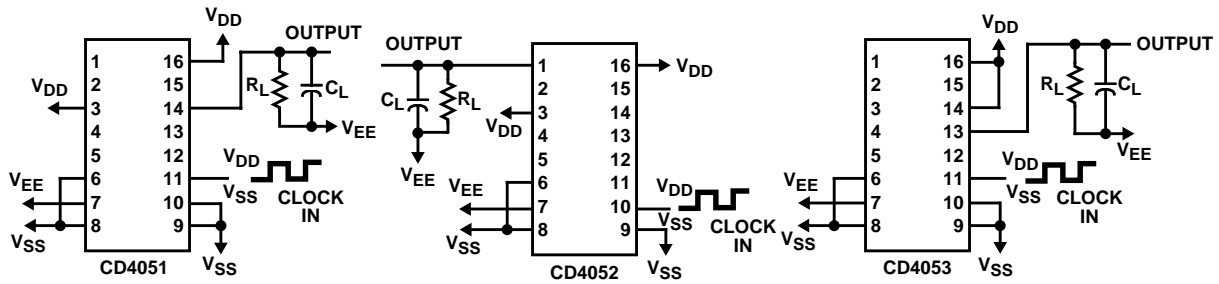 VDD
OUTPUT
1 16
2 15
VDD
3 14
RL
CL
4 13
VEE
5 12
6 11
VDD
VSS
CLOCK
IN
VEE
7 10
8 9
VSS
VSS
CD4051
OUTPUT
1 16
VDD
CL
RL
2 15
3 14
VDD
4 13
VEE
5 12
6 11
VDD
VEE
7 10
VSS
CLOCK
IN
8 9
VSS
VSS
CD4052
VDD
OUTPUT
1 16
2 15
RL
CL
3 14
4 13
VEE
5 12
6 11
VDD
VSS
CLOCK
IN
VEE
7 10
8 9
VSS
VSS
CD4053